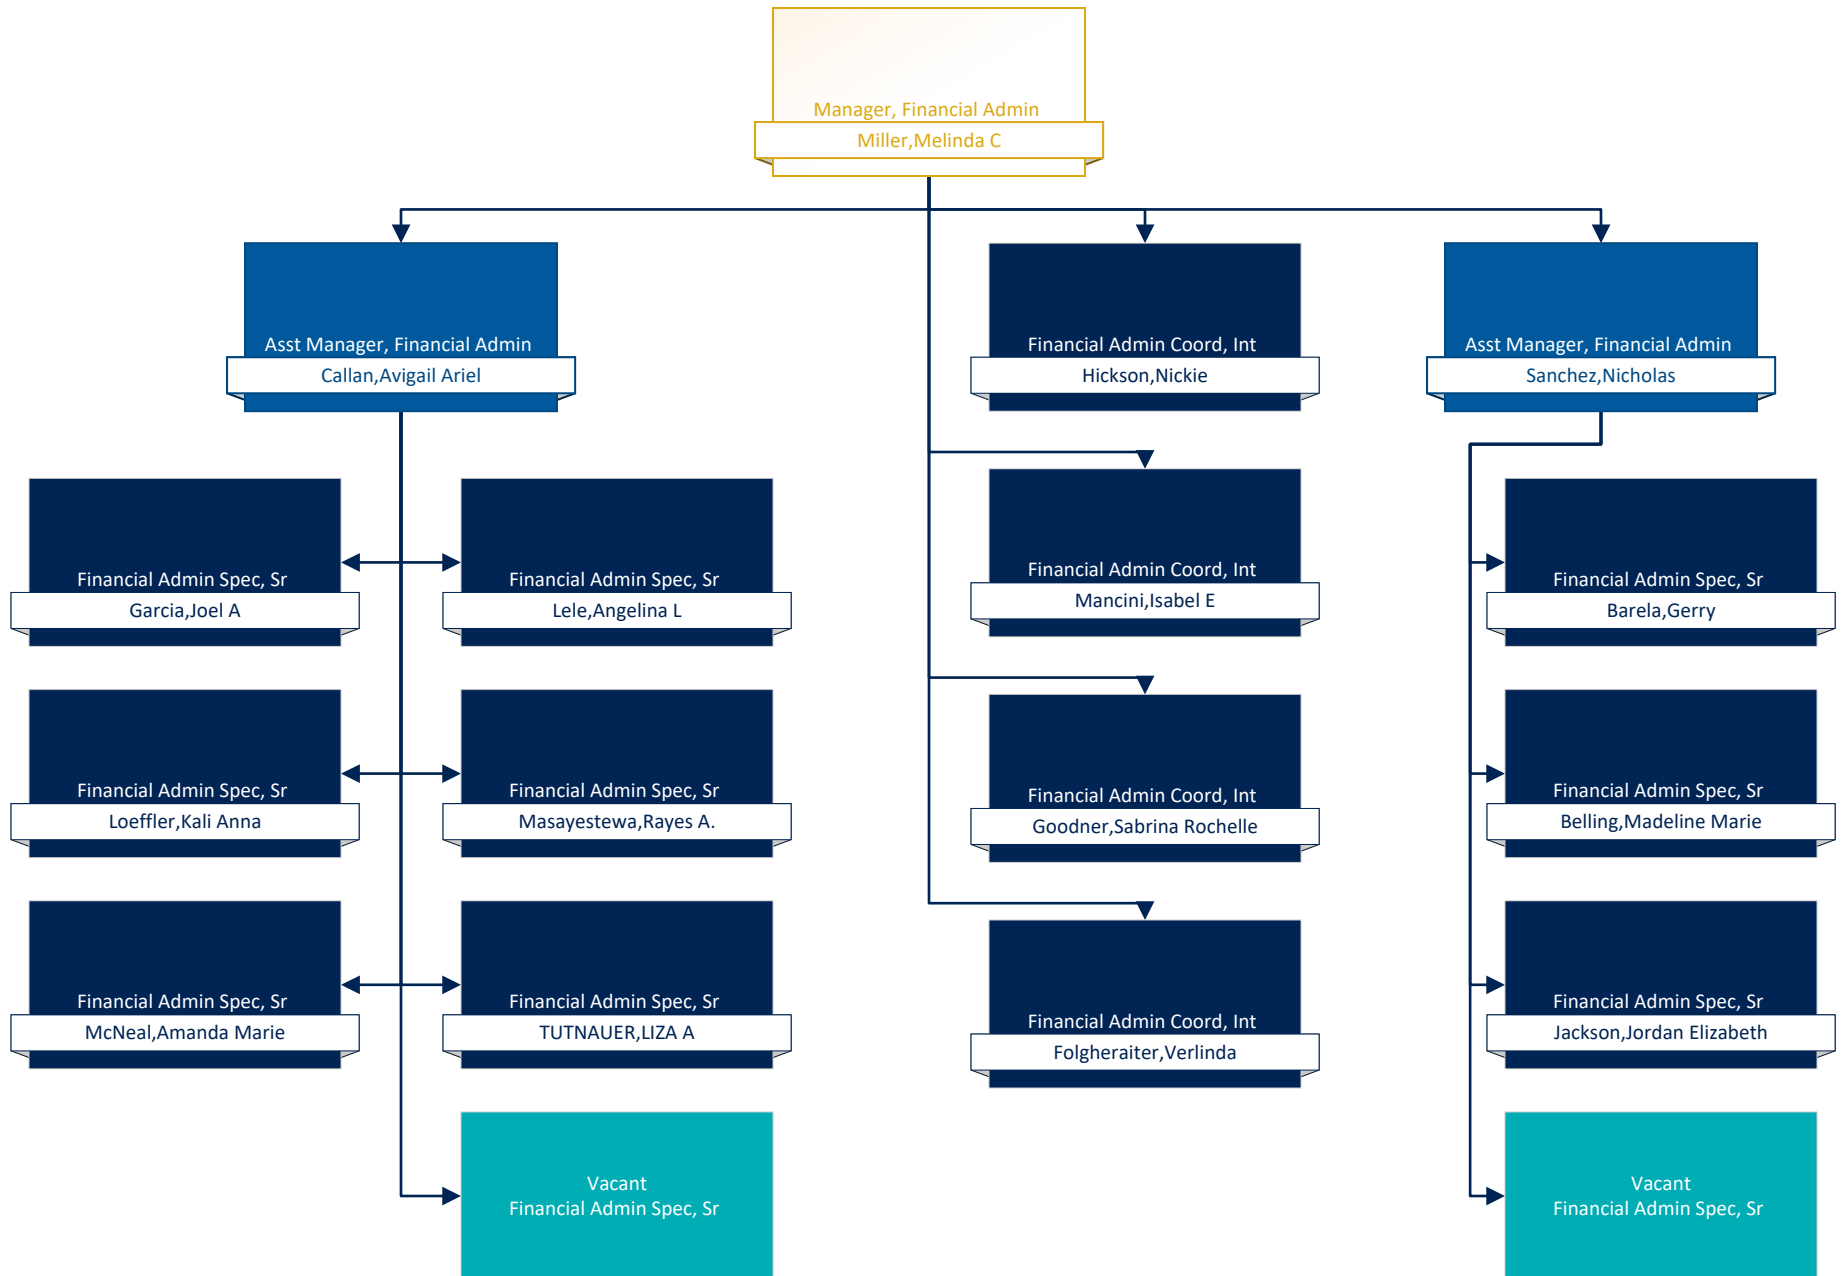 Manager, Financial Admin
Miller,Melinda C
Asst Manager, Financial Admin
Callan,Avigail Ariel
Financial Admin Coord, Int
Hickson,Nickie
Asst Manager, Financial Admin
Sanchez,Nicholas
Financial Admin Spec, Sr
Garcia,Joel A
Financial Admin Spec, Sr
Lele,Angelina L
Financial Admin Coord, Int
Mancini,Isabel E
Financial Admin Spec, Sr
Barela,Gerry
Financial Admin Spec, Sr
Loeffler,Kali Anna
Financial Admin Spec, Sr
Masayestewa,Rayes A.
Financial Admin Coord, Int
Goodner,Sabrina Rochelle
Financial Admin Spec, Sr
Belling,Madeline Marie
Financial Admin Spec, Sr
McNeal,Amanda Marie
Financial Admin Spec, Sr
TUTNAUER,LIZA A
Financial Admin Coord, Int
Folgheraiter,Verlinda
Financial Admin Spec, Sr
Jackson,Jordan Elizabeth
Vacant
Financial Admin Spec, Sr
Vacant
Financial Admin Spec, Sr